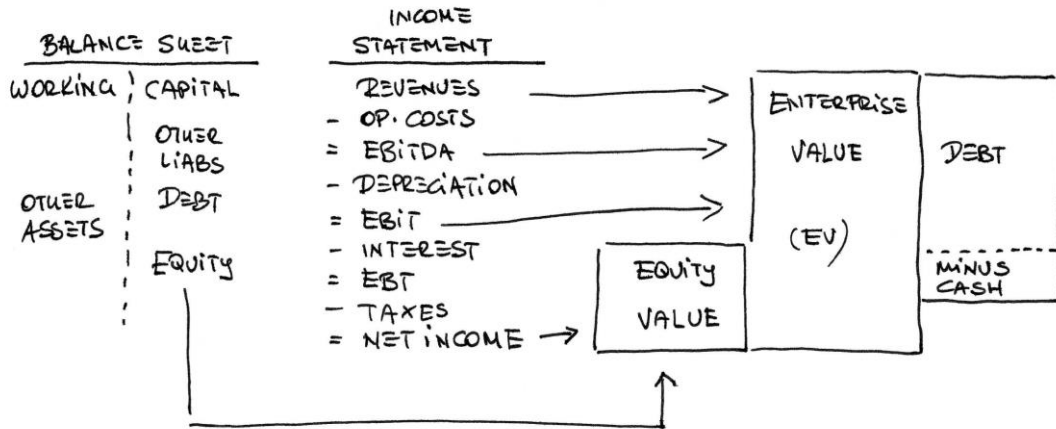 BALANCE SHEET
WORKING CAPITAL
OTHER
LIABS
OTHER
ASSETS
DEBT
EQUITY
INCOME
STATEMENT
REVENUES
- OP. COSTS
= EBITDA
- DEPRECIATION
= EBIT
- INTEREST
= EBT
- TAXES
= NET INCOME
EQUITY
VALUE
ENTERPRISE
VALUE
(EV)
DEBT
MINUS
CASH